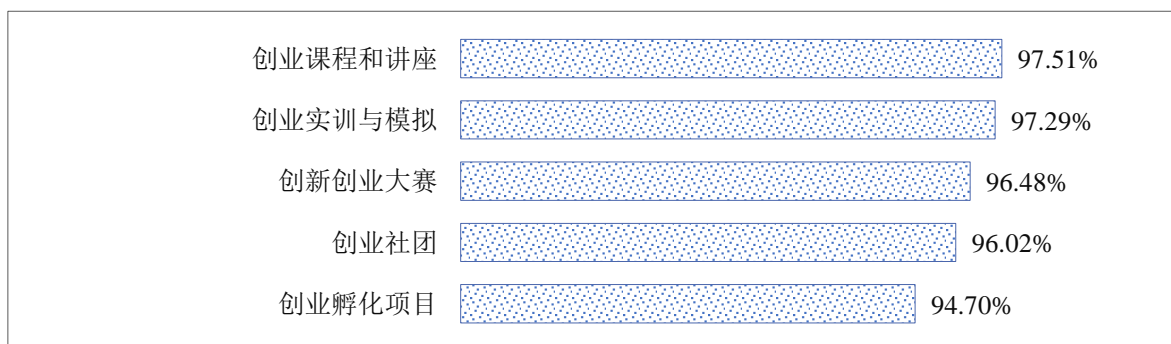 创业课程和讲座 97.51%
创业实训与模拟 97.29%
创新创业大赛 96.48%
创业社团 96.02%
创业孵化项目 94.70%